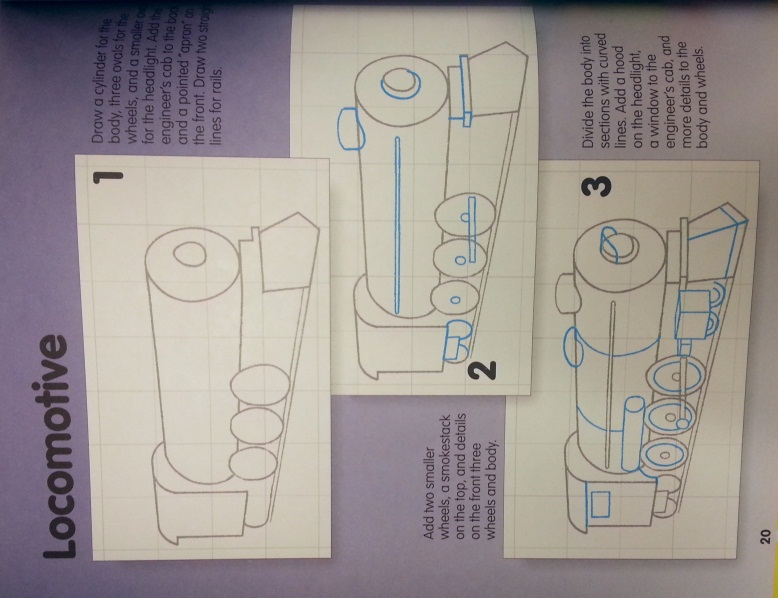 Locomotive
1
Draw a cylinder for the
body, three ovals for the
wheels, and a smaller
for the headlight. Add the
engineer's cab to the
and a pointed "apron"
the front. Draw two
lines for rails.
2
Add two smaller
wheels, a smokestack
on the top, and details
on the front three
wheels and body.
3
Divide the body into
sections with curved
lines. Add a hood
on the headlight,
a window to the
engineer's cab, and
more details to the
body and wheels.
20